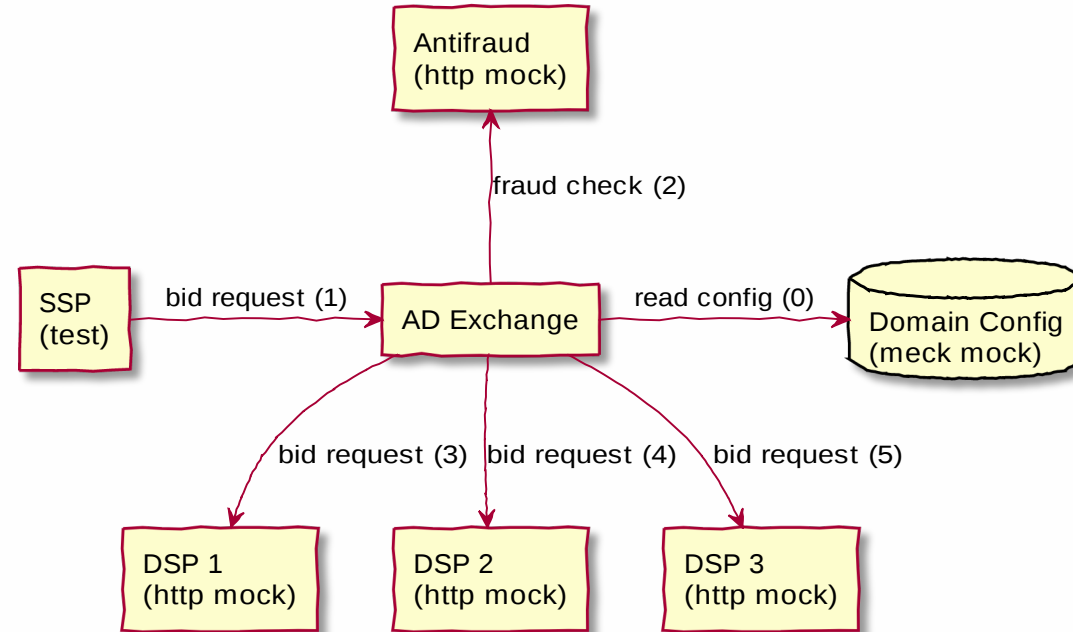 Antifraud
(http mock)
fraud check (2)
SSP
(test)
bid request (1)
AD Exchange
read config (0)
Domain Config
(meck mock)
bid request (3)
bid request (4)
bid request (5)
DSP 1
(http mock)
DSP 2
(http mock)
DSP 3
(http mock)